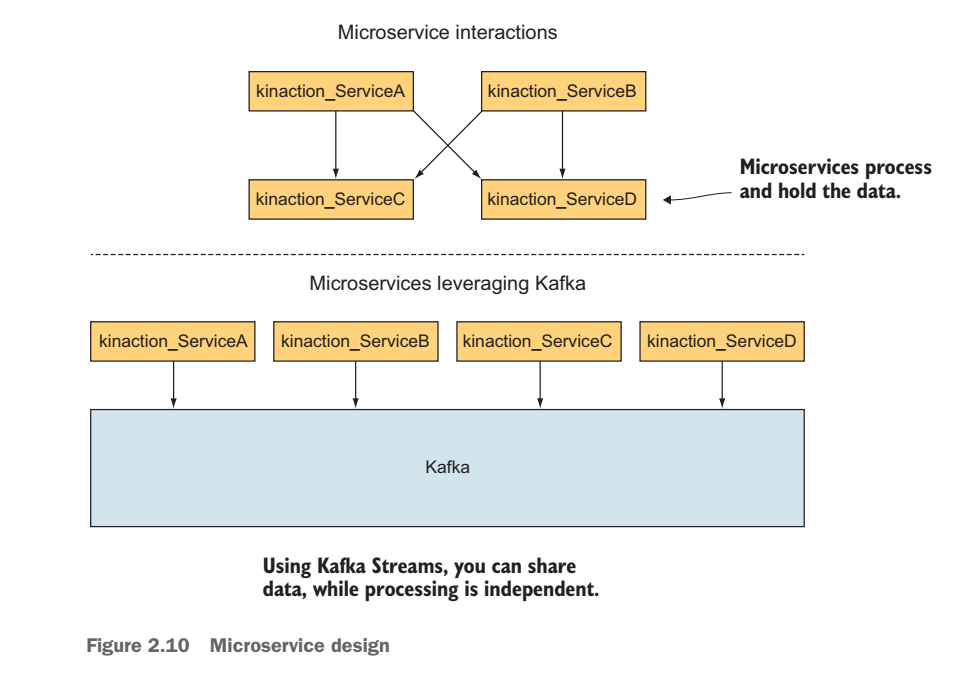 Microservice interactions
kinaction_ServiceA
kinaction_ServiceB
kinaction_ServiceC
kinaction_ServiceD
Microservices process
and hold the data.
Microservices leveraging Kafka
kinaction_ServiceA
kinaction_ServiceB
kinaction_ServiceC
kinaction_ServiceD
Kafka
Using Kafka Streams, you can share
data, while processing is independent.
Figure 2.10 Microservice design